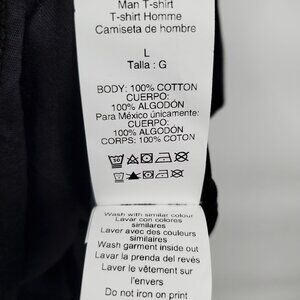 Man T-shirt
T-shirt Homme
Camiseta de hombre
L
Talla : G
BODY: 100% COTTON
CUERPO:
100% ALGODÓN
Para México únicamente:
CUERPO:
100% ALGODÓN
CORPS: 100% COTON
Wash with similar colour
Lavar con colores
similares
Laver avec des couleurs
similaires
Wash garment inside out
Lavar la prenda del revés
Laver le vêtement sur
l'envers
Do not iron on print